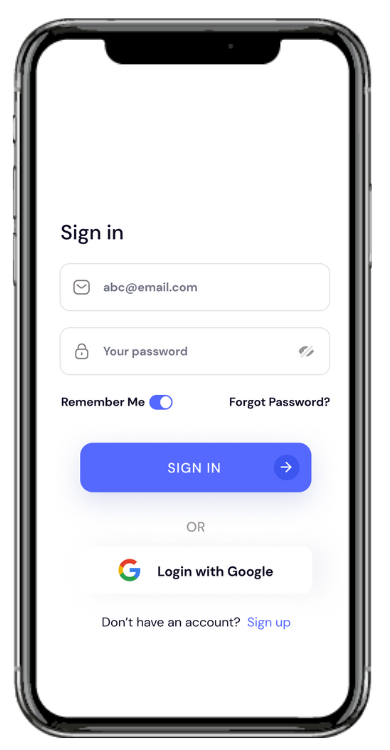 Sign in
abc@email.com
Your password
Remember Me
Forgot Password?
SIGN IN
OR
Login with Google
Don't have an account? Sign up